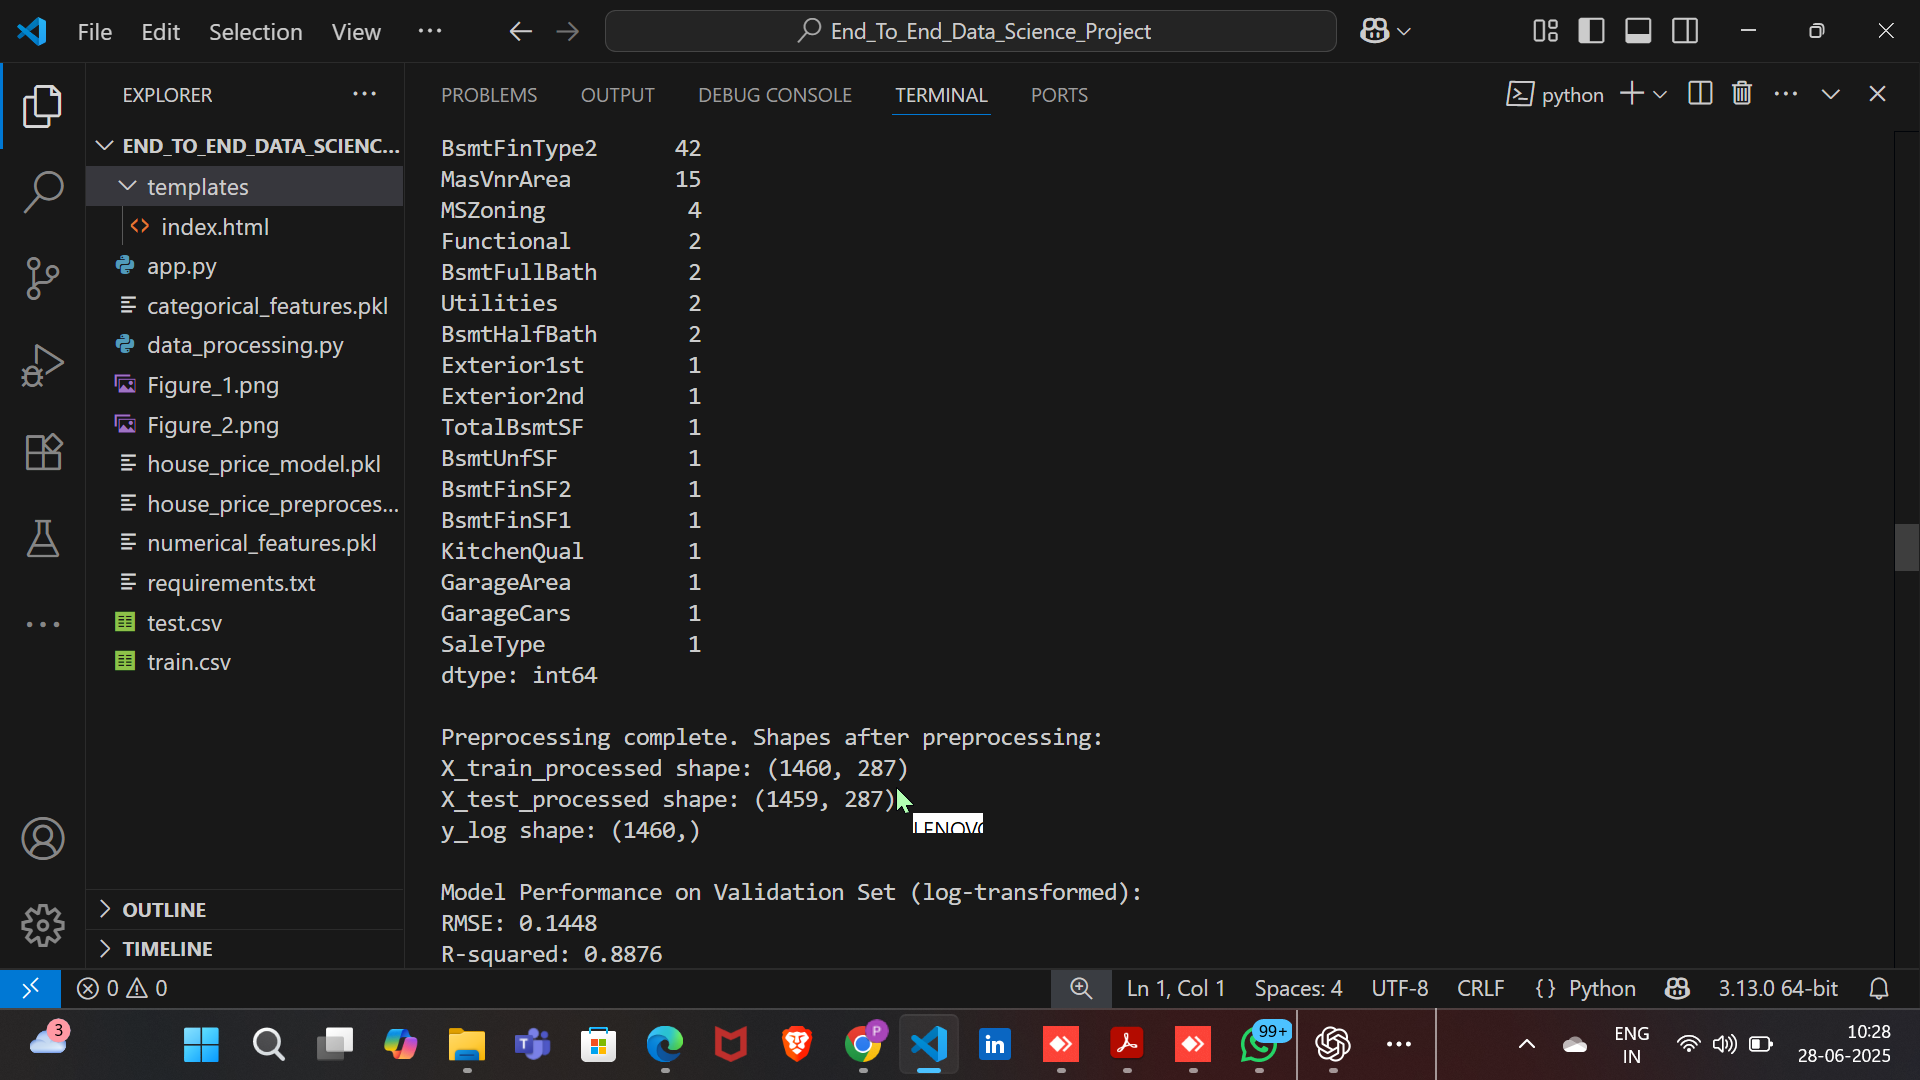 File Edit Selection View ··· End_To_End_Data_Science_Project
EXPLORER ···
END_TO_END_DATA_SCIENC...
templates
index.html
app.py
categorical_features.pkl
data_processing.py
Figure_1.png
Figure_2.png
house_price_model.pkl
house_price_preproces...
numerical_features.pkl
requirements.txt
test.csv
train.csv
OUTLINE
TIMELINE
PROBLEMS OUTPUT DEBUG CONSOLE TERMINAL PORTS python
BsmtFinType2 42
MasVnrArea 15
MSZoning 4
Functional 2
BsmtFullBath 2
Utilities 2
BsmtHalfBath 2
Exterior1st 1
Exterior2nd 1
TotalBsmtSF 1
BsmtUnfSF 1
BsmtFinSF2 1
BsmtFinSF1 1
KitchenQual 1
GarageArea 1
GarageCars 1
SaleType 1
dtype: int64
Preprocessing complete. Shapes after preprocessing:
X_train_processed shape: (1460, 287)
X_test_processed shape: (1459, 287)
y_log shape: (1460,)
Model Performance on Validation Set (log-transformed):
RMSE: 0.1448
R-squared: 0.8876
0 0 Ln 1, Col 1 Spaces: 4 UTF-8 CRLF {} Python 3.13.0 64-bit
3 T P in 99+ ENG 10:28
IN 28-06-2025